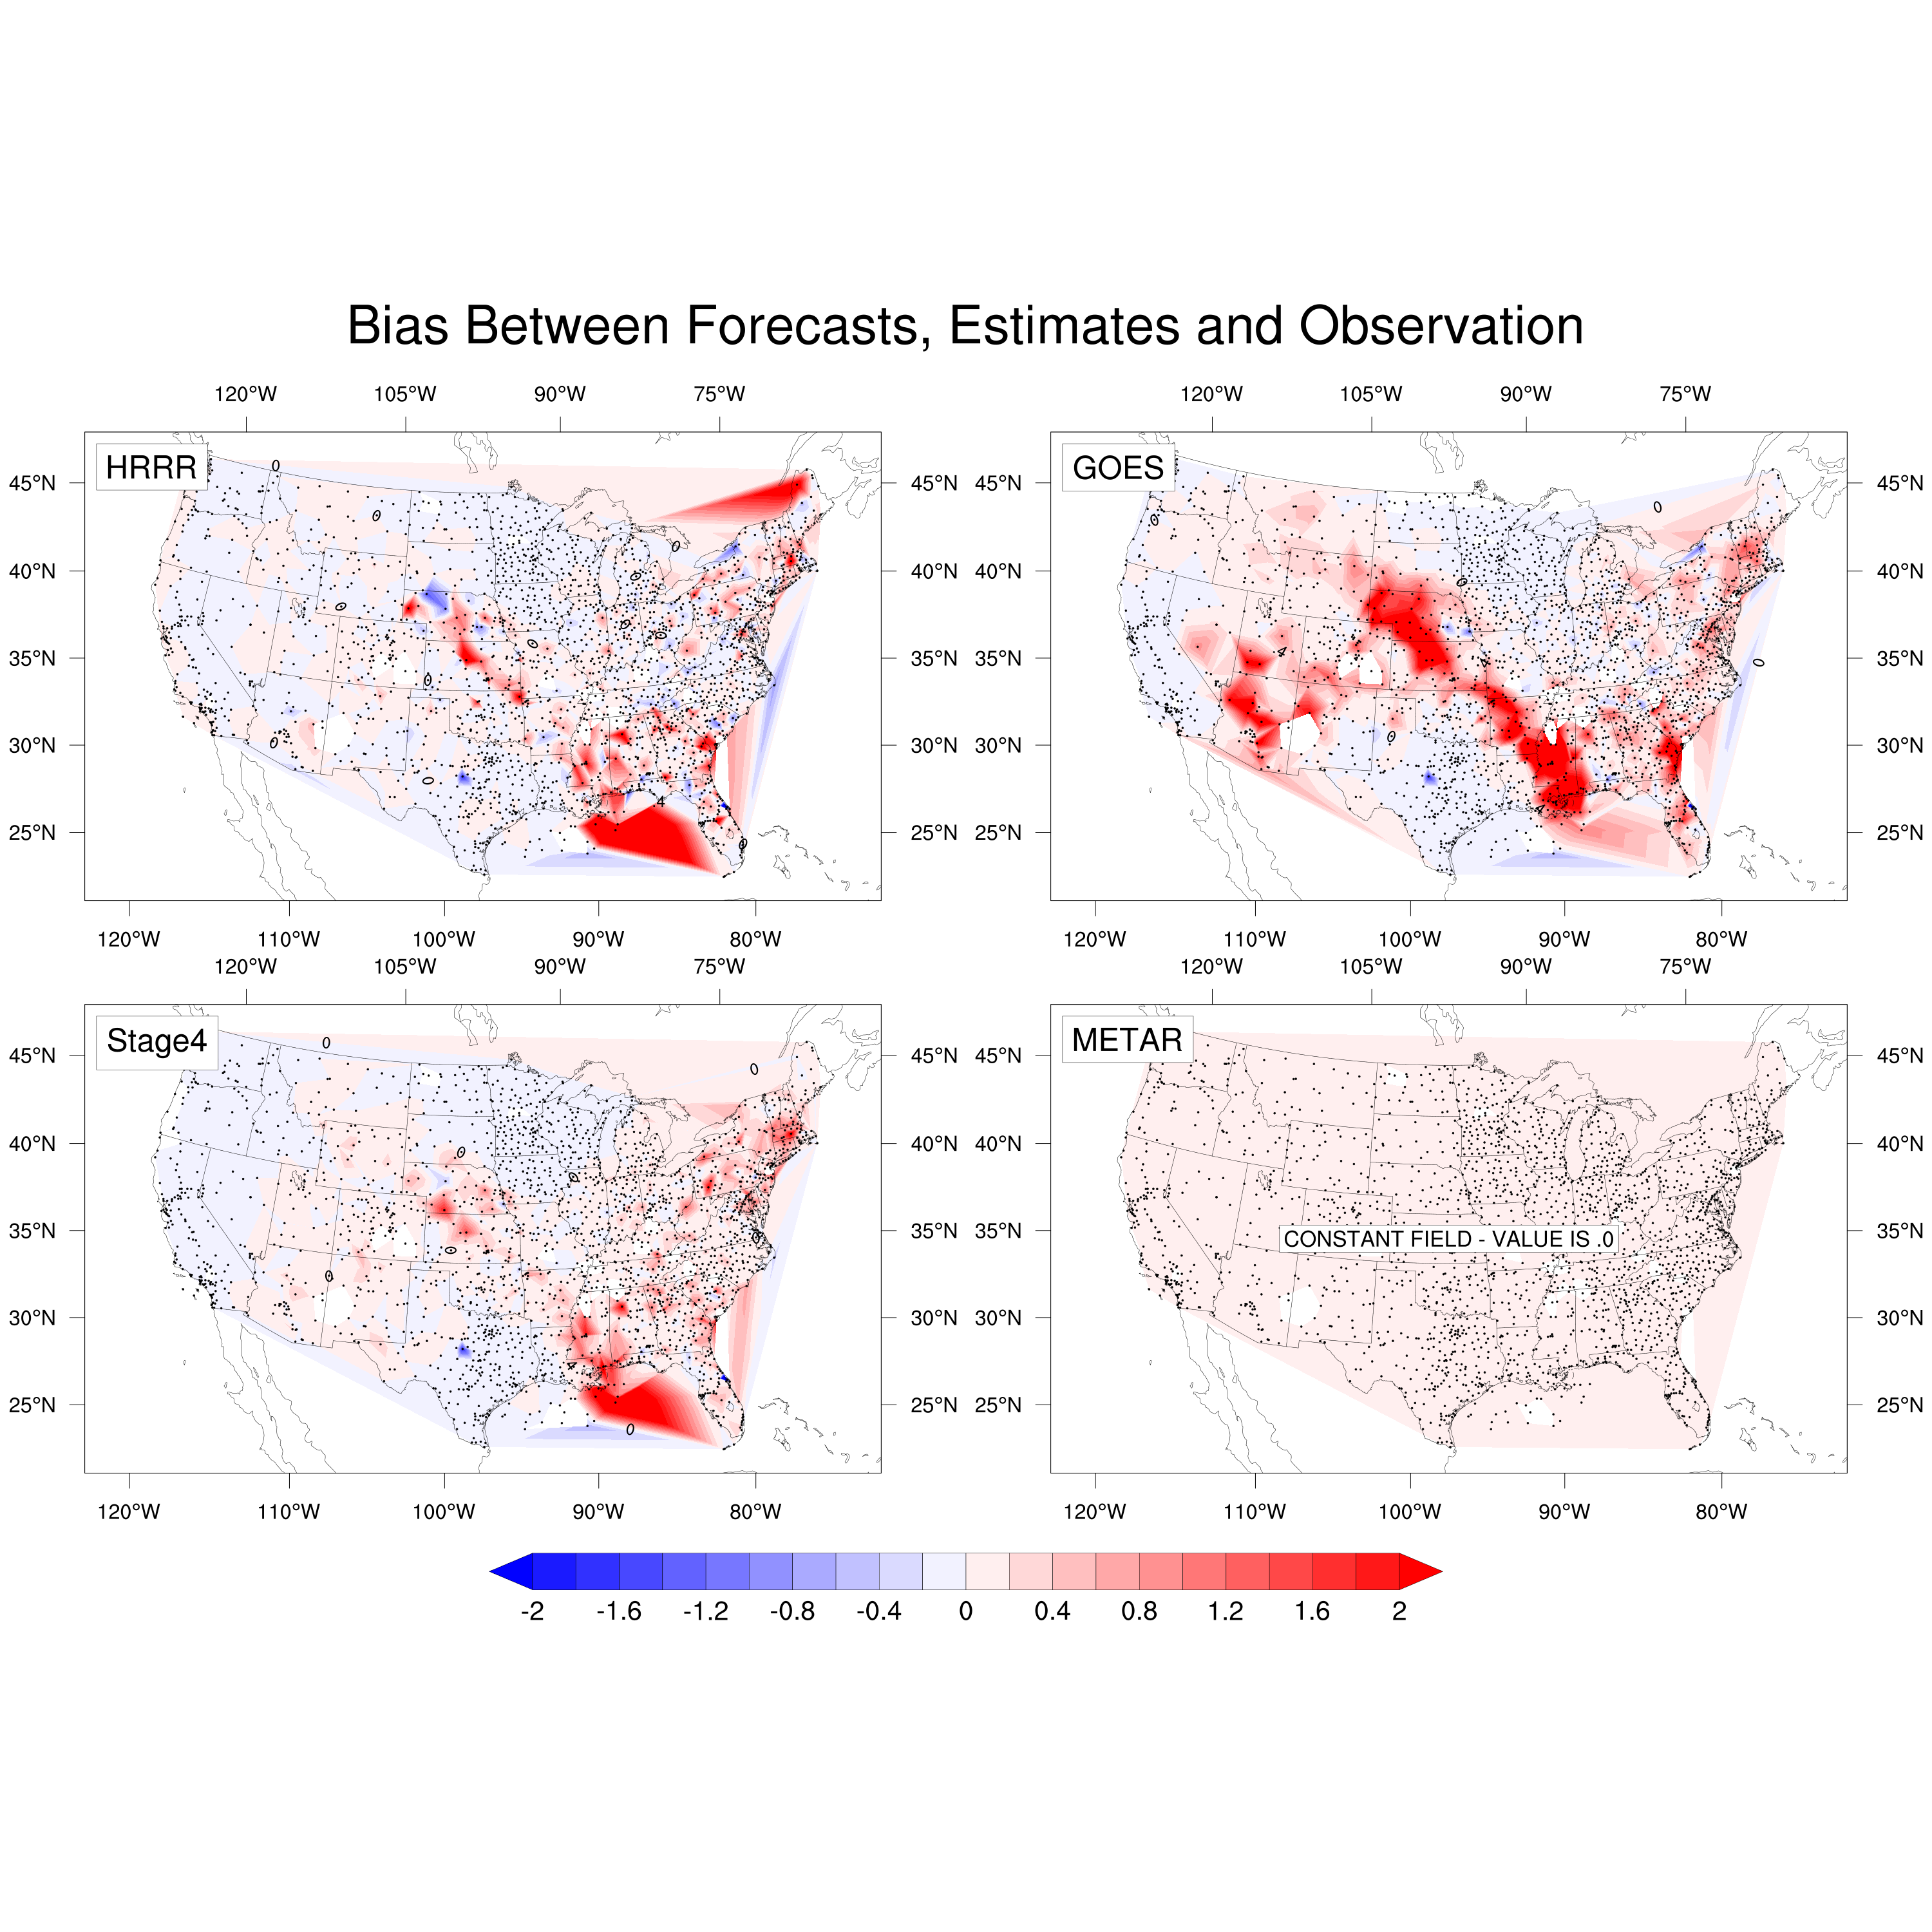 Bias Between Forecasts, Estimates and Observation
120°W 105°W 90°W 75°W 120°W 105°W 90°W 75°W
HRRR GOES
45°N 45°N 45°N 45°N
40°N 40°N 40°N 40°N
35°N 35°N 35°N 35°N
30°N 30°N 30°N 30°N
25°N 25°N 25°N 25°N
120°W 110°W 100°W 90°W 80°W 120°W 110°W 100°W 90°W 80°W
120°W 105°W 90°W 75°W 120°W 105°W 90°W 75°W
Stage4 METAR
45°N 45°N 45°N 45°N
40°N 40°N 40°N 40°N
35°N 35°N 35°N 35°N
CONSTANT FIELD - VALUE IS .0
30°N 30°N 30°N 30°N
25°N 25°N 25°N 25°N
120°W 110°W 100°W 90°W 80°W 120°W 110°W 100°W 90°W 80°W
-2 -1.6 -1.2 -0.8 -0.4 0 0.4 0.8 1.2 1.6 2